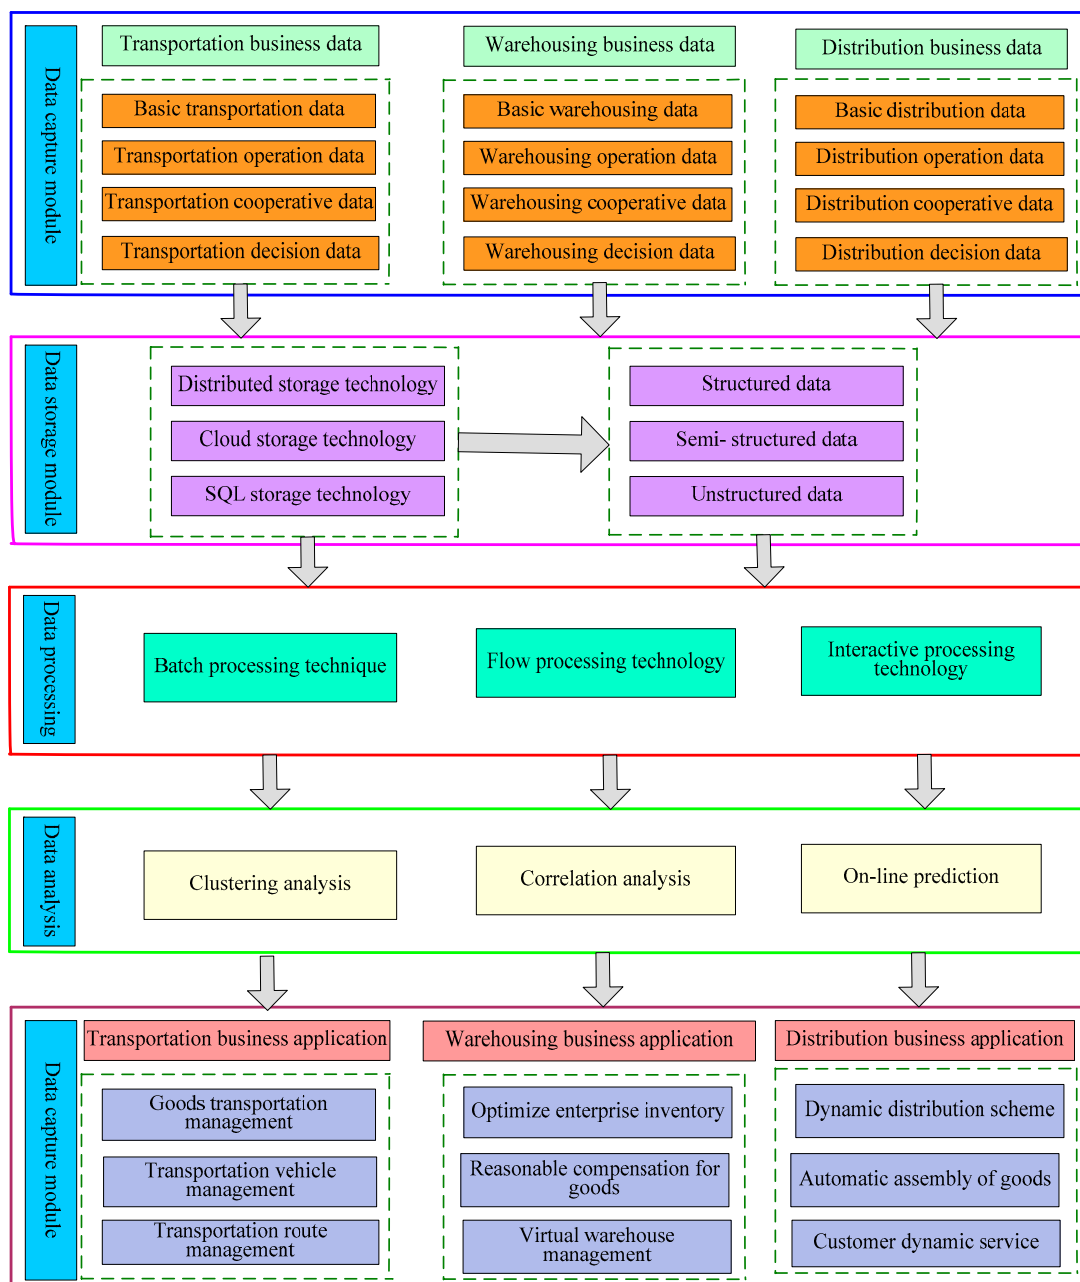 Data capture module
Transportation business data
Warehousing business data
Distribution business data
Basic transportation data
Transportation operation data
Transportation cooperative data
Transportation decision data
Basic warehousing data
Warehousing operation data
Warehousing cooperative data
Warehousing decision data
Basic distribution data
Distribution operation data
Distribution cooperative data
Distribution decision data
Data storage module
Distributed storage technology
Cloud storage technology
SQL storage technology
Structured data
Semi- structured data
Unstructured data
Data processing
Batch processing technique
Flow processing technology
Interactive processing
technology
Data analysis
Clustering analysis
Correlation analysis
On-line prediction
Data capture module
Transportation business application
Warehousing business application
Distribution business application
Goods transportation
management
Transportation vehicle
management
Transportation route
management
Optimize enterprise inventory
Reasonable compensation for
goods
Virtual warehouse
management
Dynamic distribution scheme
Automatic assembly of goods
Customer dynamic service